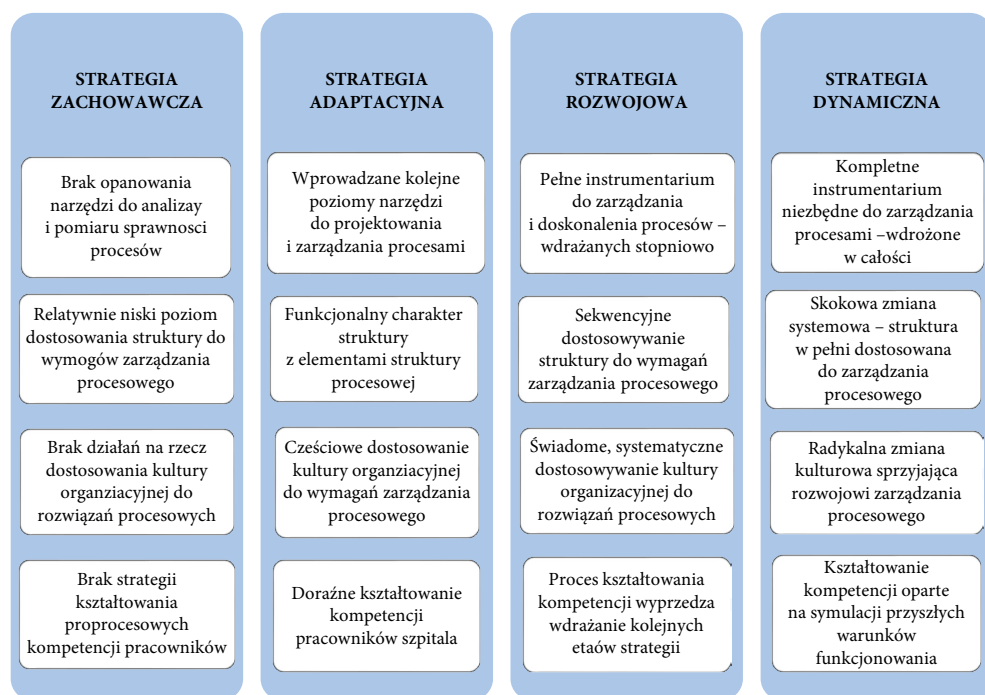 STRATEGIA
ZACHOWAWCZA
Brak opanowania
narzędzi do analizay
i pomiaru sprawnosci
procesów
Relatywnie niski poziom
dostosowania struktury do
wymogów zarządzania
procesowego
Brak działań na rzecz
dostosowania kultury
organziacyjnej do
rozwiązań procesowych
Brak strategii
kształtowania
proprocesowych
kompetencji pracowników
STRATEGIA
ADAPTACYJNA
Wprowadzane kolejne
poziomy narzędzi
do projektowania
i zarządzania procesami
Funkcjonalny charakter
struktury
z elementami struktury
procesowej
Cześciowe dostosowanie
kultury organziacyjnej
do wymagań zarządzania
procesowego
Doraźne kształtowanie
kompetencji
pracowników szpitala
STRATEGIA
ROZWOJOWA
Pełne instrumentarium
do zarządzania
i doskonalenia procesów –
wdrażanych stopniowo
Sekwencyjne
dostosowywanie
struktury do wymagań
zarządzania procesowego
Świadome, systematyczne
dostosowywanie kultury
organizacyjnej do
rozwiązań procesowych
Proces kształtowania
kompetencji wyprzedza
wdrażanie kolejnych
etaów strategii
STRATEGIA
DYNAMICZNA
Kompletne
instrumentarium
niezbędne do zarządzania
procesami –wdrożone
w całości
Skokowa zmiana
systemowa – struktura
w pełni dostosowana
do zarządzania
procesowego
Radykalna zmiana
kulturowa sprzyjająca
rozwojowi zarządzania
procesowego
Kształtowanie
kompetencji oparte
na symulacji przyszłych
warunków
funkcjonowania